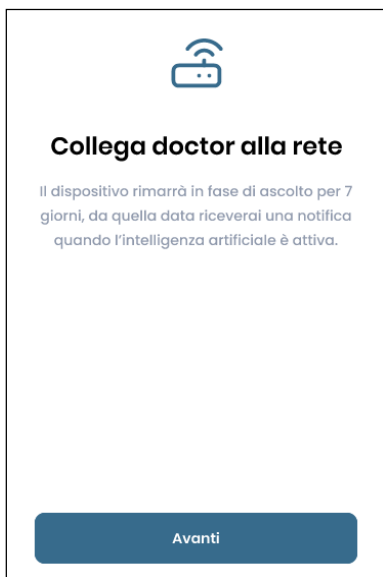 Collega doctor alla rete
Il dispositivo rimarrà in fase di ascolto per 7
giorni, da quella data riceverai una notifica
quando l’intelligenza artificiale è attiva.
Avanti